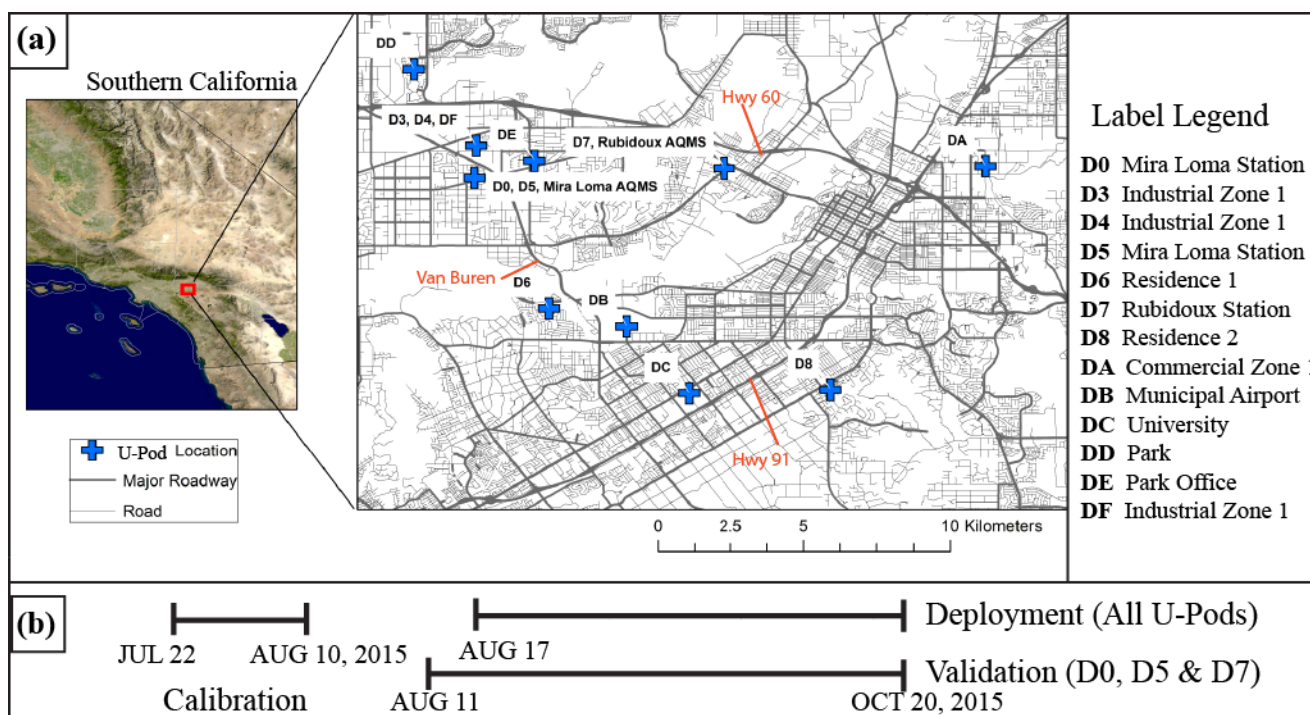 (a)
Southern California
U-Pod Location
Major Roadway
Road
DD
Hwy 60
D3, D4, DF
DE
D7, Rubidoux AQMS
DA
D0, D5, Mira Loma AQMS
Van Buren
D6
DB
DC
D8
Hwy 91
0 2.5 5 10 Kilometers
Label Legend
D0 Mira Loma Station
D3 Industrial Zone 1
D4 Industrial Zone 1
D5 Mira Loma Station
D6 Residence 1
D7 Rubidoux Station
D8 Residence 2
DA Commercial Zone 1
DB Municipal Airport
DC University
DD Park
DE Park Office
DF Industrial Zone 1
(b)
Deployment (All U-Pods)
JUL 22 AUG 10, 2015 AUG 17
Validation (D0, D5 & D7)
Calibration AUG 11 OCT 20, 2015